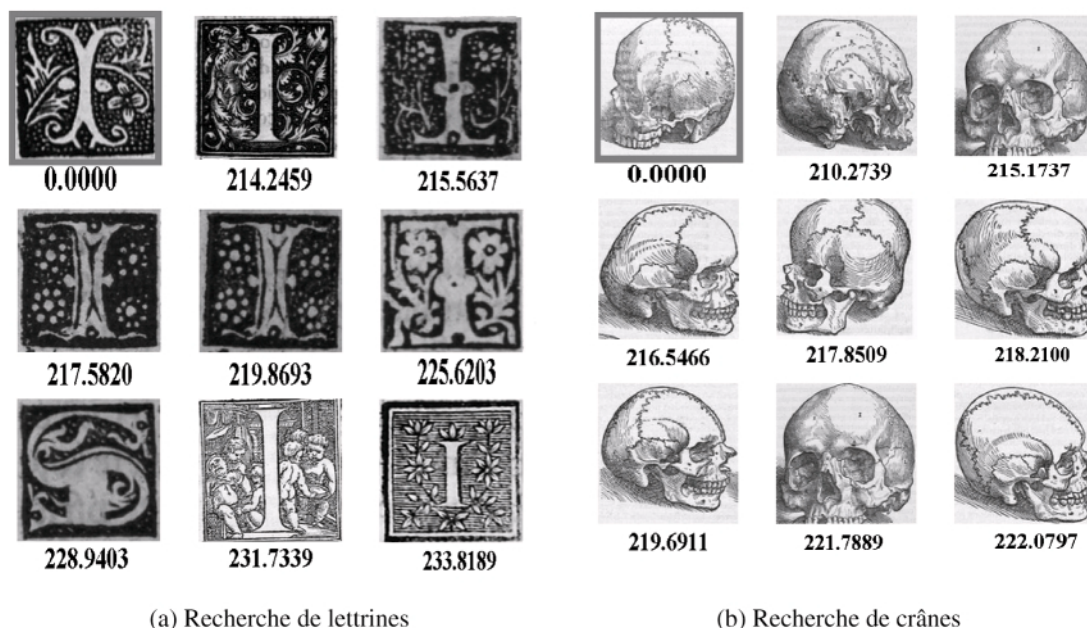 0.0000 214.2459 215.5637
0.0000 210.2739 215.1737
217.5820 219.8693 225.6203
216.5466 217.8509 218.2100
228.9403 231.7339 233.8189
219.6911 221.7889 222.0797
(a) Recherche de lettrines
(b) Recherche de crânes